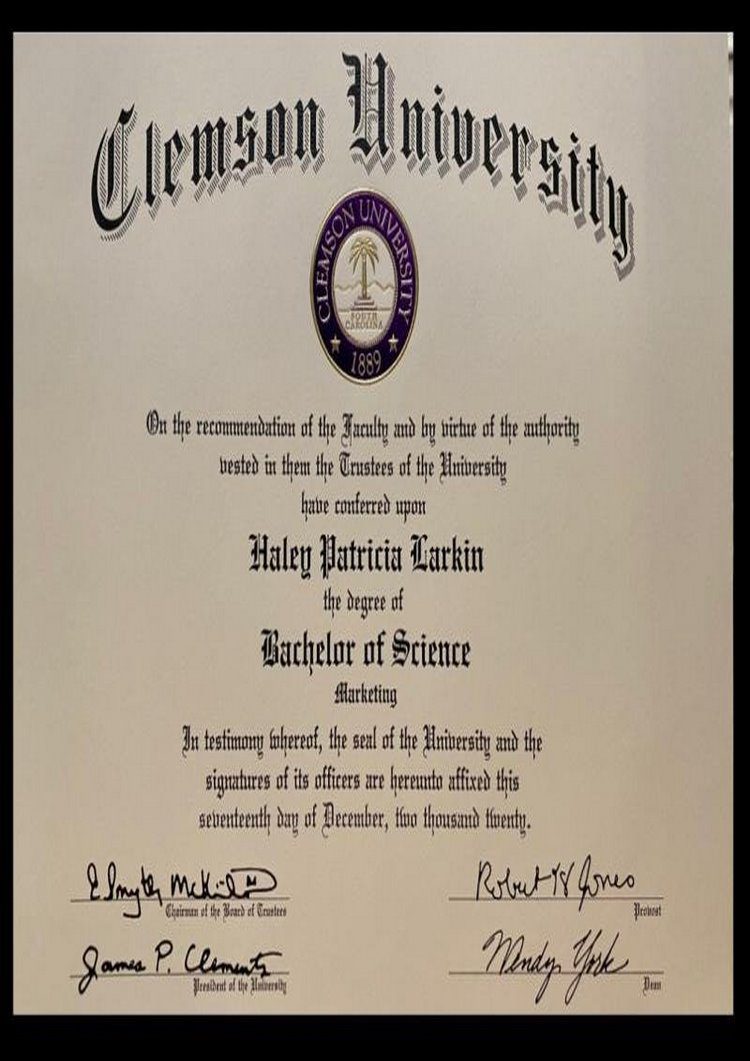 Clemson University
CLEMSON UNIVERSITY
SOUTH
CAROLINA
1889
On the recommendation of the Faculty and by virtue of the authority
vested in them the Trustees of the University
have conferred upon
Haley Patricia Larkin
the degree of
Bachelor of Science
Marketing
In testimony whereof, the seal of the University and the
signatures of its officers are hereunto affixed this
seventeenth day of December, two thousand twenty.
E Smyth McKi
Robert H Jones
Chairman of the Board of Trustees
Provost
James P. Clements
Wendy York
President of the University
Dean